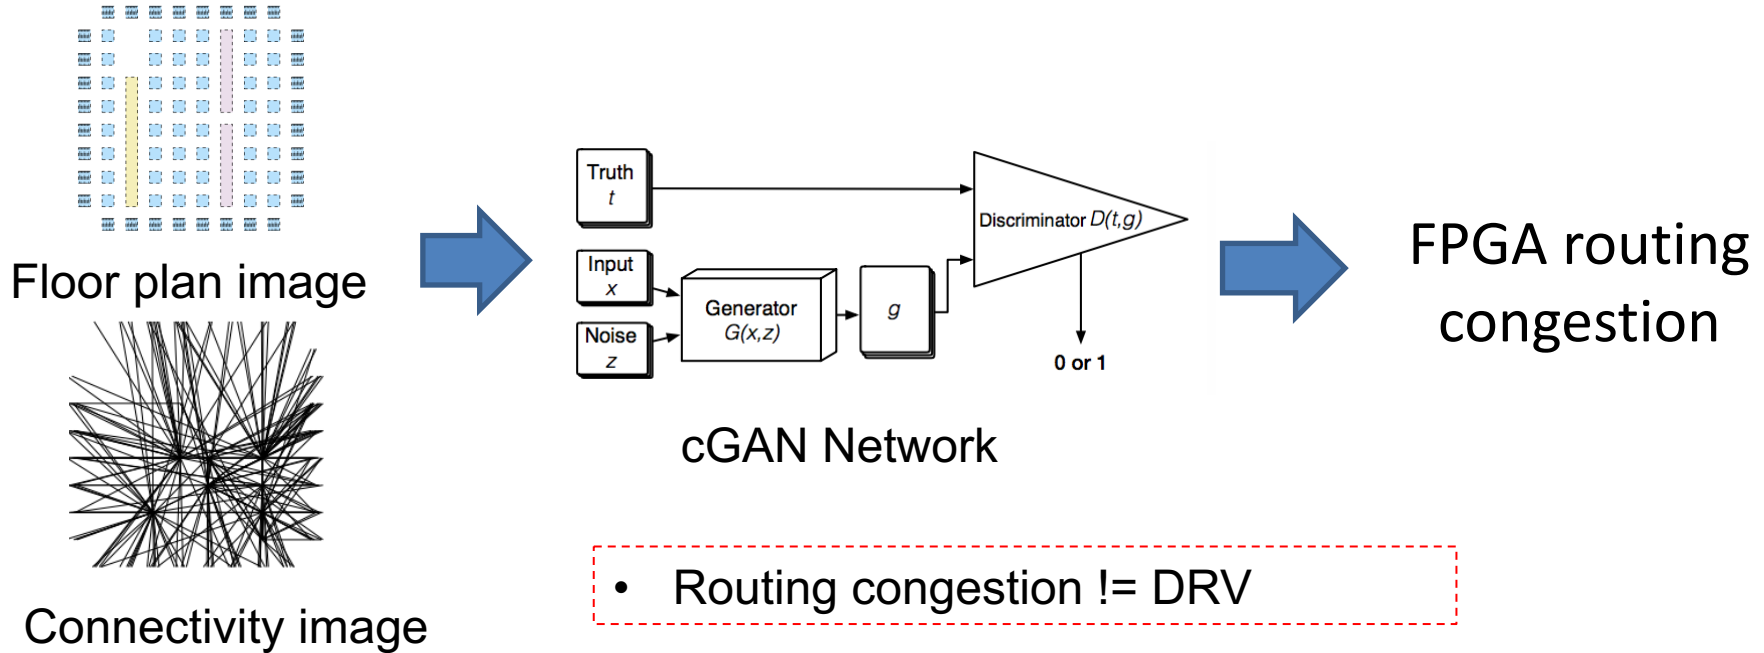 Floor plan image
Connectivity image
Truth
t
Input
x
Noise
z
Generator
G(x,z)
g
Discriminator D(t,g)
0 or 1
cGAN Network
FPGA routing
congestion
• Routing congestion != DRV